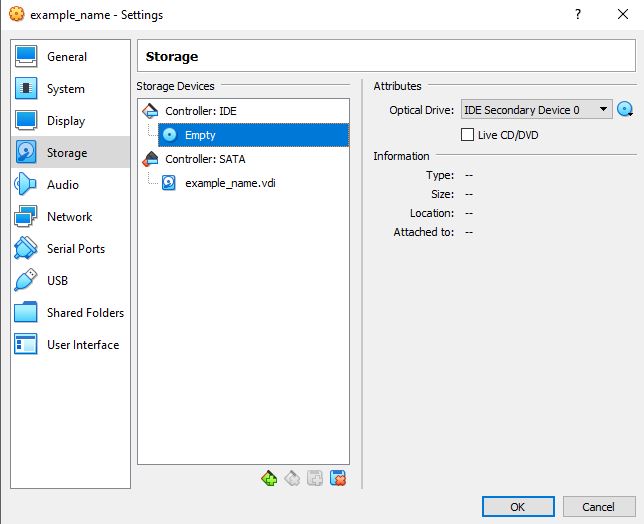 example_name - Settings
?
General
System
Display
Storage
Audio
Network
Serial Ports
USB
Shared Folders
User Interface
Storage
Storage Devices
Controller: IDE
Empty
Controller: SATA
example_name.vdi
Attributes
Optical Drive: IDE Secondary Device 0
Live CD/DVD
Information
Type: --
Size: --
Location: --
Attached to: --
OK
Cancel